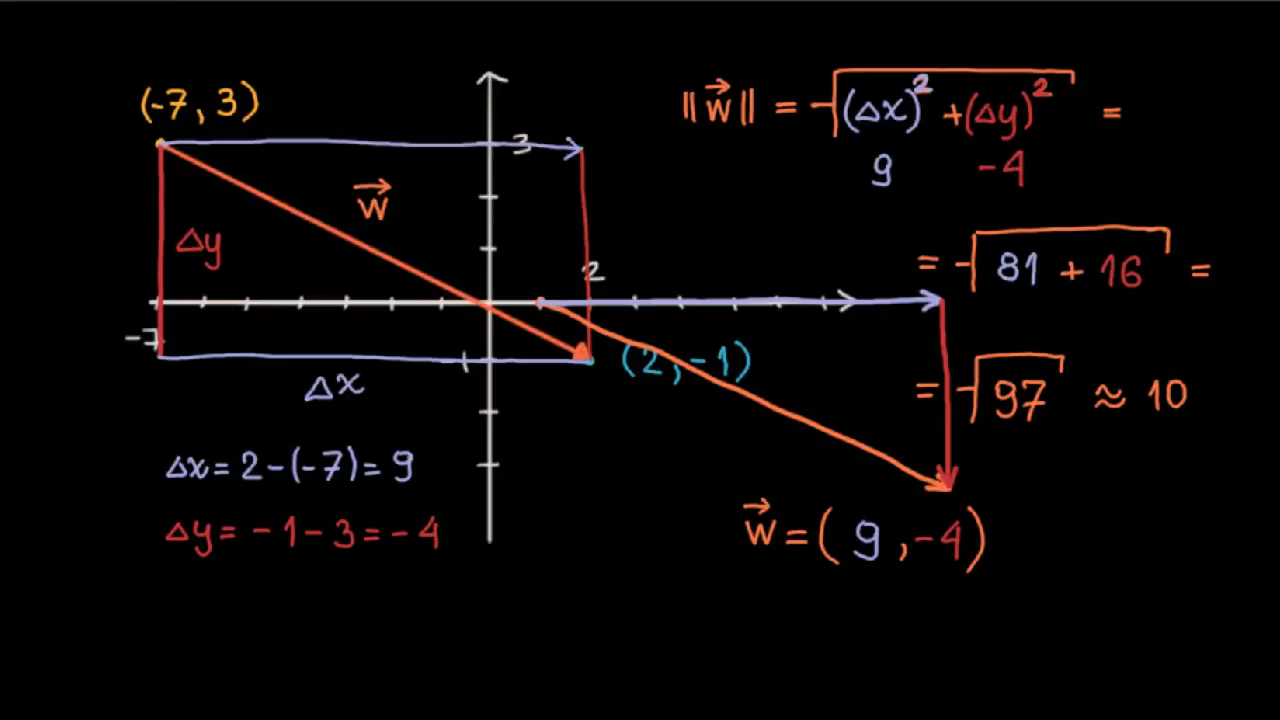 (-7, 3)
||w⃗|| = √((Δx)² + (Δy)²) =
9 -4
3
w⃗
Δy
= √(81 + 16) =
2
-7
(2, -1)
-1
Δx
= √97 ≈ 10
Δx = 2 - (-7) = 9
Δy = -1 - 3 = -4
w⃗ = (9, -4)